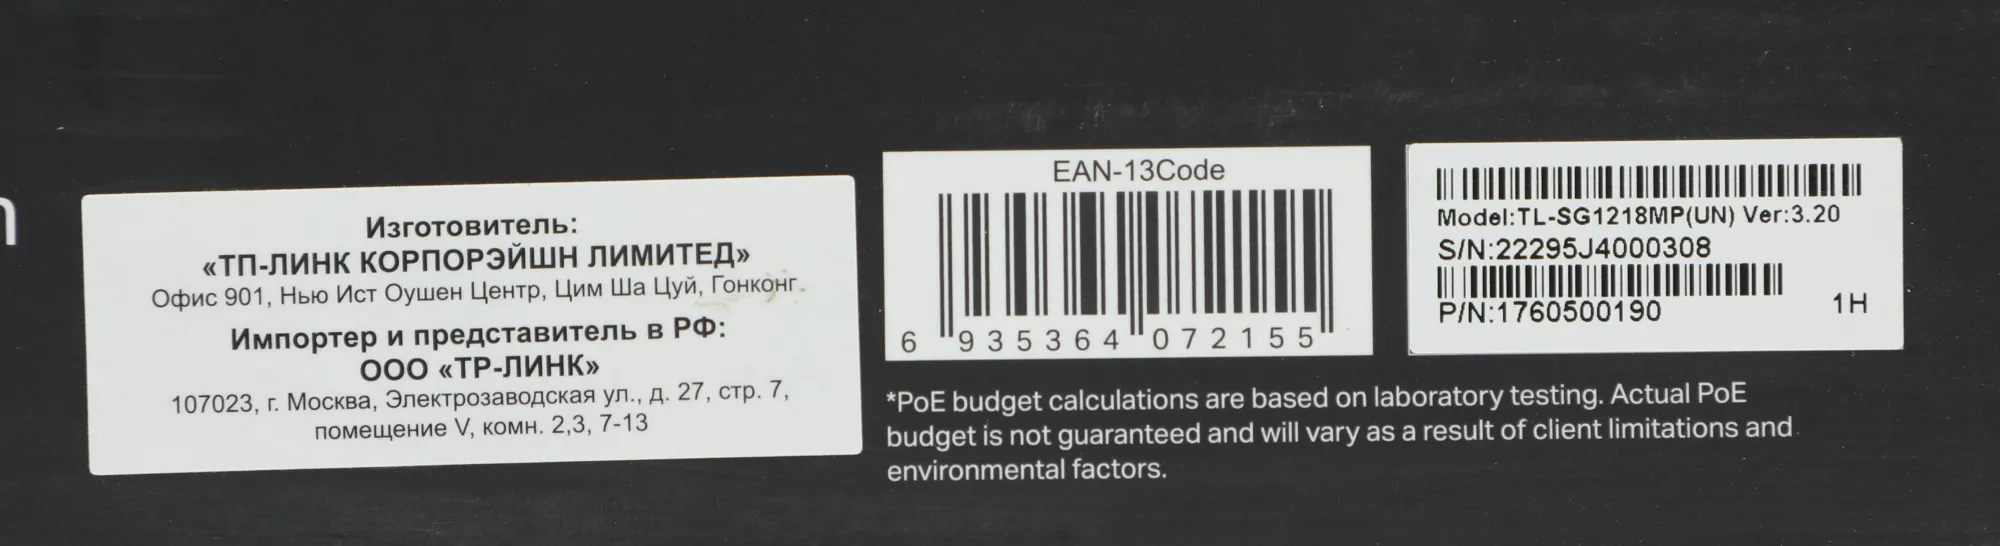 Изготовитель:
«ТП-ЛИНК КОРПОРЭЙШН ЛИМИТЕД»
Офис 901, Нью Ист Оушен Центр, Цим Ша Цуй, Гонконг.
Импортер и представитель в РФ:
ООО «ТР-ЛИНК»
107023, г. Москва, Электрозаводская ул., д. 27, стр. 7,
помещение V, комн. 2,3, 7-13
EAN-13Code
6 935364 072155
Model:TL-SG1218MP(UN) Ver:3.20
S/N:22295J4000308
P/N:1760500190
1H
*PoE budget calculations are based on laboratory testing. Actual PoE
budget is not guaranteed and will vary as a result of client limitations and
environmental factors.